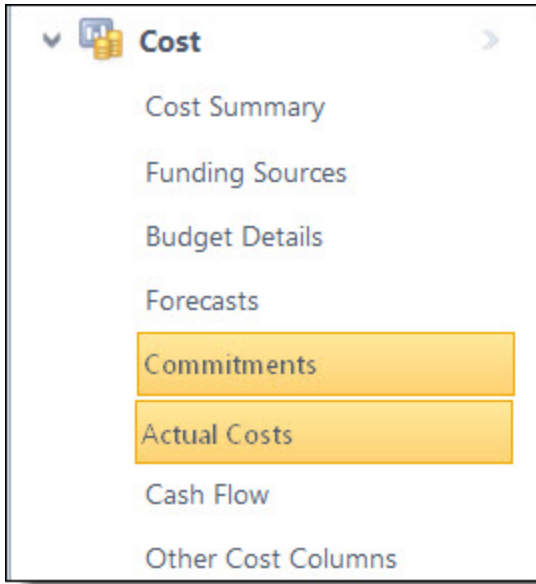 Cost
Cost Summary
Funding Sources
Budget Details
Forecasts
Commitments
Actual Costs
Cash Flow
Other Cost Columns